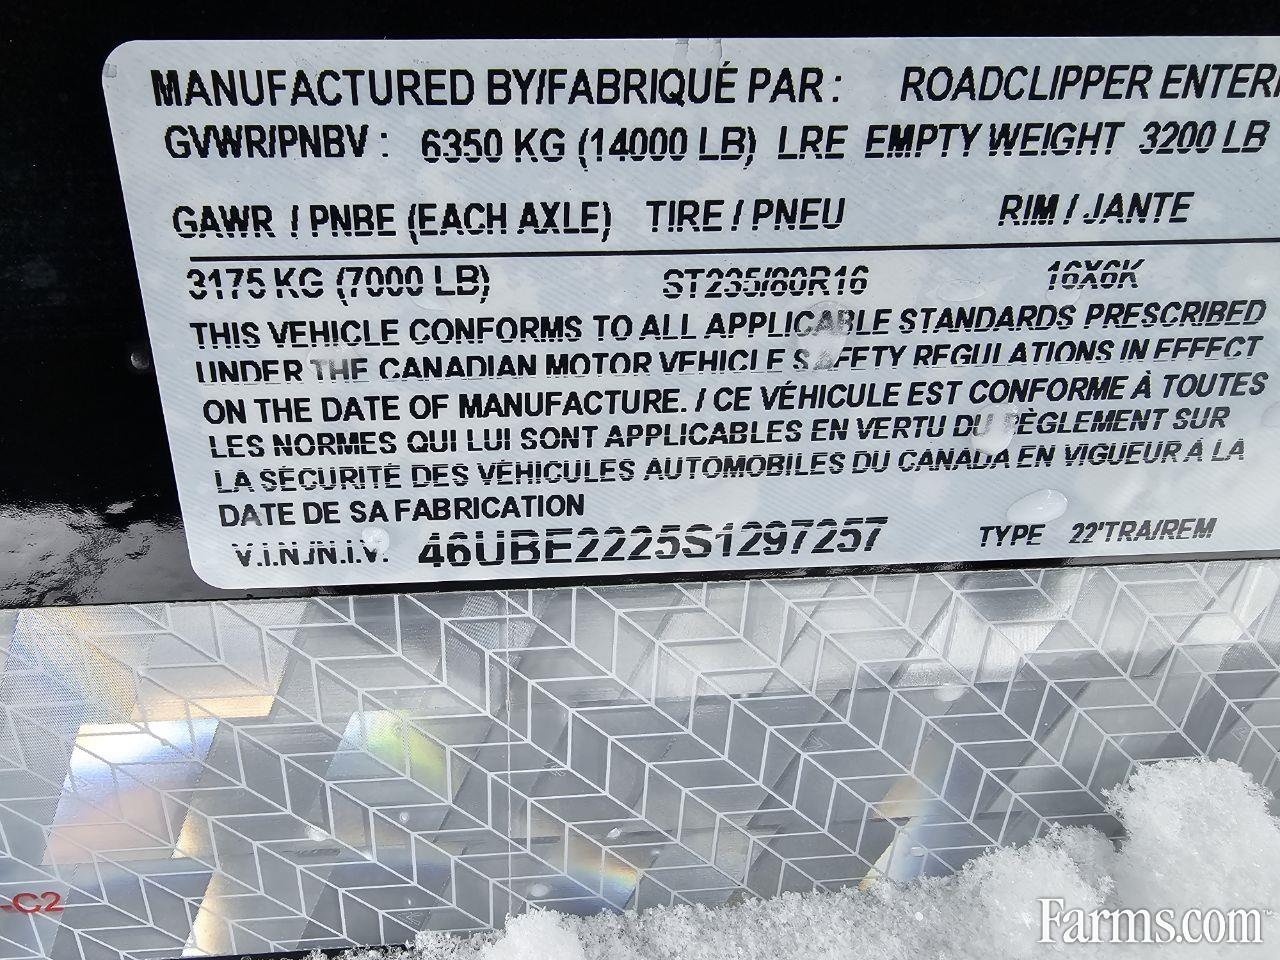 MANUFACTURED BY/FABRIQUÉ PAR: ROADCLIPPER
GVWR/PNBV: 6350 KG (14000 LB) LRE EMPTY WEIGHT 3200 LB
GAWR / PNBE (EACH AXLE) TIRE / PNEU RIM / JANTE
3175 KG (7000 LB) ST235/80R16 16X6K
THIS VEHICLE CONFORMS TO ALL APPLICABLE STANDARDS PRESCRIBED
UNDER THE CANADIAN MOTOR VEHICLE SAFETY REGULATIONS IN EFFECT
ON THE DATE OF MANUFACTURE. / CE VÉHICULE EST CONFORME À TOUTES
LES NORMES QUI LUI SONT APPLICABLES EN VERTU DU RÈGLEMENT SUR
LA SÉCURITÉ DES VÉHICULES AUTOMOBILES DU CANADA EN VIGUEUR À LA
DATE DE SA FABRICATION
V.I.N./N.I.V. 46UBE2225S1297257 TYPE 22'TRA/REM
-C2
Farms.com